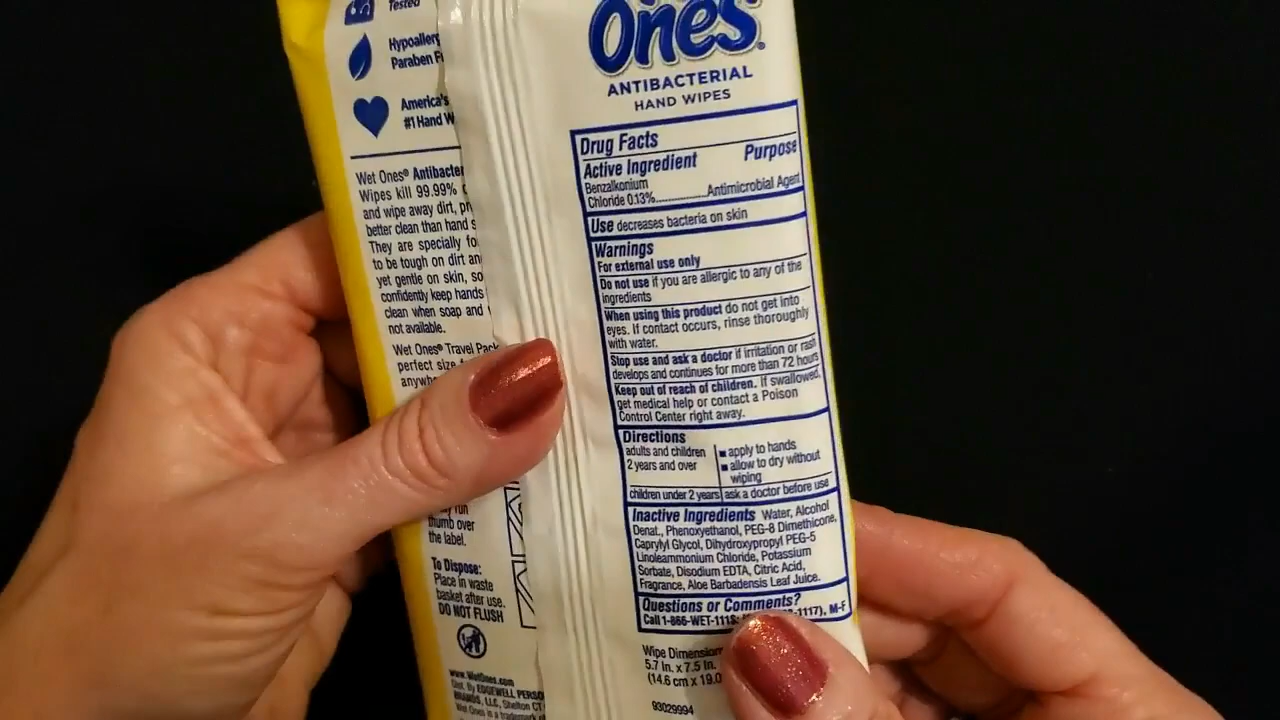 Tested
Hypoallerg
Paraben F
America's
#1 Hand W
Wet Ones® Antibacter
Wipes kill 99.99%
and wipe away dirt,
better clean than hand s
They are specially fo
to be tough on dirt an
yet gentle on skin, so
confidently keep hands
clean when soap and
not available.
Wet Ones® Travel Pack
perfect size
anywh
run
thumb over
the label.
To Dispose:
Place in waste
basket after use.
DO NOT FLUSH
www.WetOnes.com
Dist. By EDGEWELL PERSO
BRANDS, LLC, Shelton CT
Wet Ones is a trademark of
Ones®
ANTIBACTERIAL
HAND WIPES
Drug Facts
Active Ingredient Purpose
Benzalkonium
Chloride 0.13%....................Antimicrobial Agent
Use decreases bacteria on skin
Warnings
For external use only
Do not use if you are allergic to any of the
ingredients
When using this product do not get into
eyes. If contact occurs, rinse thoroughly
with water.
Stop use and ask a doctor if irritation or rash
develops and continues for more than 72 hours
Keep out of reach of children. If swallowed,
get medical help or contact a Poison
Control Center right away.
Directions
adults and children ■ apply to hands
2 years and over ■ allow to dry without
wiping
children under 2 years ask a doctor before use
Inactive Ingredients Water, Alcohol
Denat., Phenoxyethanol, PEG-8 Dimethicone,
Caprylyl Glycol, Dihydroxypropyl PEG-5
Linoleammonium Chloride, Potassium
Sorbate, Disodium EDTA, Citric Acid,
Fragrance, Aloe Barbadensis Leaf Juice.
Questions or Comments?
Call 1-866-WET-111S -1117), M-F
Wipe Dimension
5.7 In. x 7.5 In.
(14.6 cm x 19.0
93029994